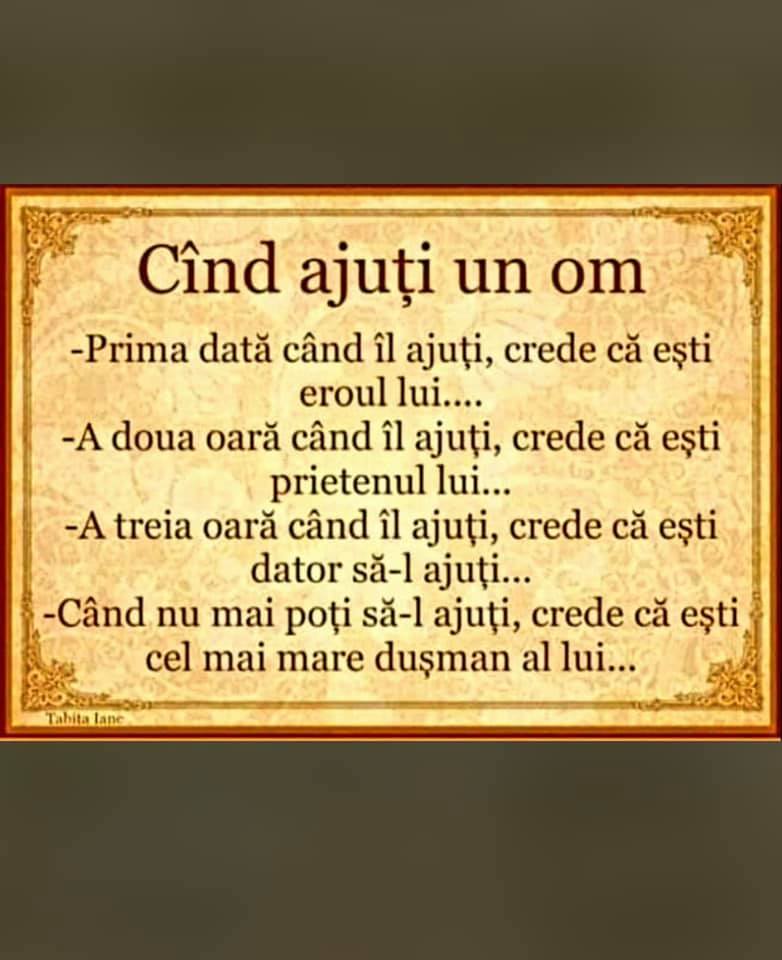 Cînd ajuți un om
-Prima dată când îl ajuți, crede că ești
eroul lui....
-A doua oară când îl ajuți, crede că ești
prietenul lui...
-A treia oară când îl ajuți, crede că ești
dator să-l ajuți...
-Când nu mai poți să-l ajuți, crede că ești
cel mai mare dușman al lui...
Tabita Iane